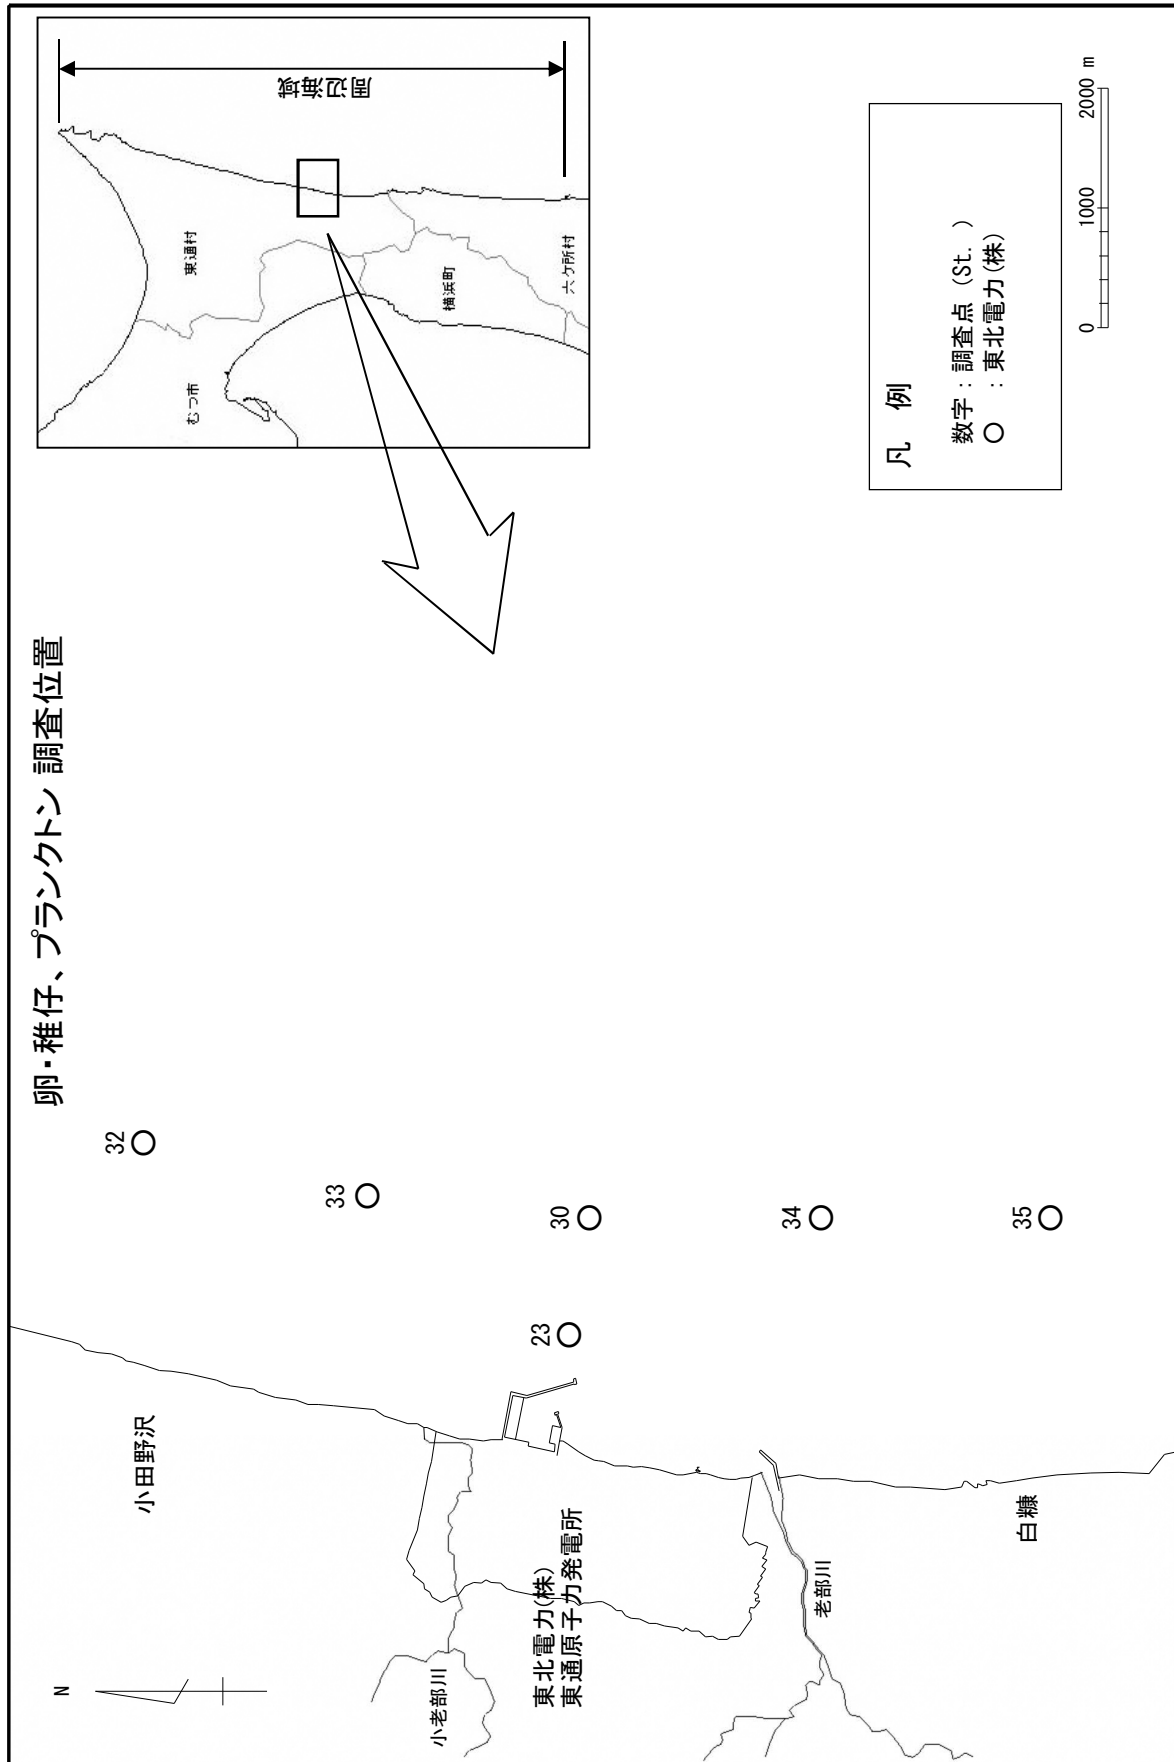 卵・稚仔、プランクトン 調査位置
N
小田野沢
小老部川
東北電力(株)
東通原子力発電所
老部川
白糠
32
33
30
23
34
35
周辺海域
むつ市
東通村
横浜町
六ケ所村
凡 例
数字：調査点 (St. )
○ ：東北電力(株)
0 1000 2000 m